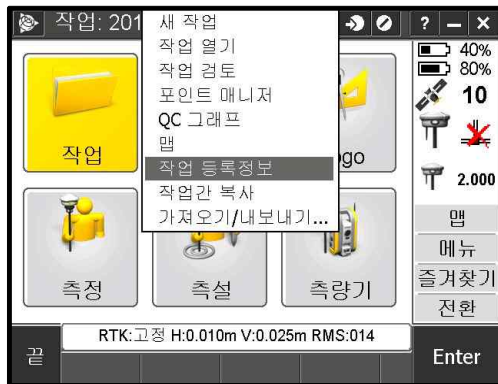 작업: 201
? – X
새 작업
작업 열기
작업 검토
포인트 매니저
QC 그래프
맵
작업 등록정보
작업간 복사
가져오기/내보내기...
40%
80%
10
2.000
작업
ogo
측정
측설
측량기
맵
메뉴
즐겨찾기
전환
RTK:고정 H:0.010m V:0.025m RMS:014
끝
Enter